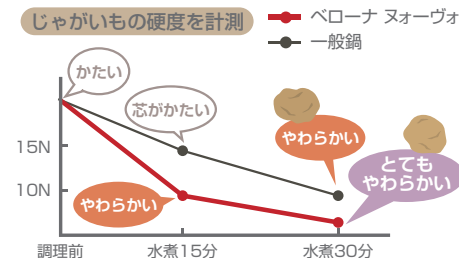 じゃがいもの硬度を計測
ベローナ ヌォーヴォ
一般鍋
かたい
芯がかたい
やわらかい
15N
10N
やわらかい
とても
やわらかい
調理前
水煮15分
水煮30分